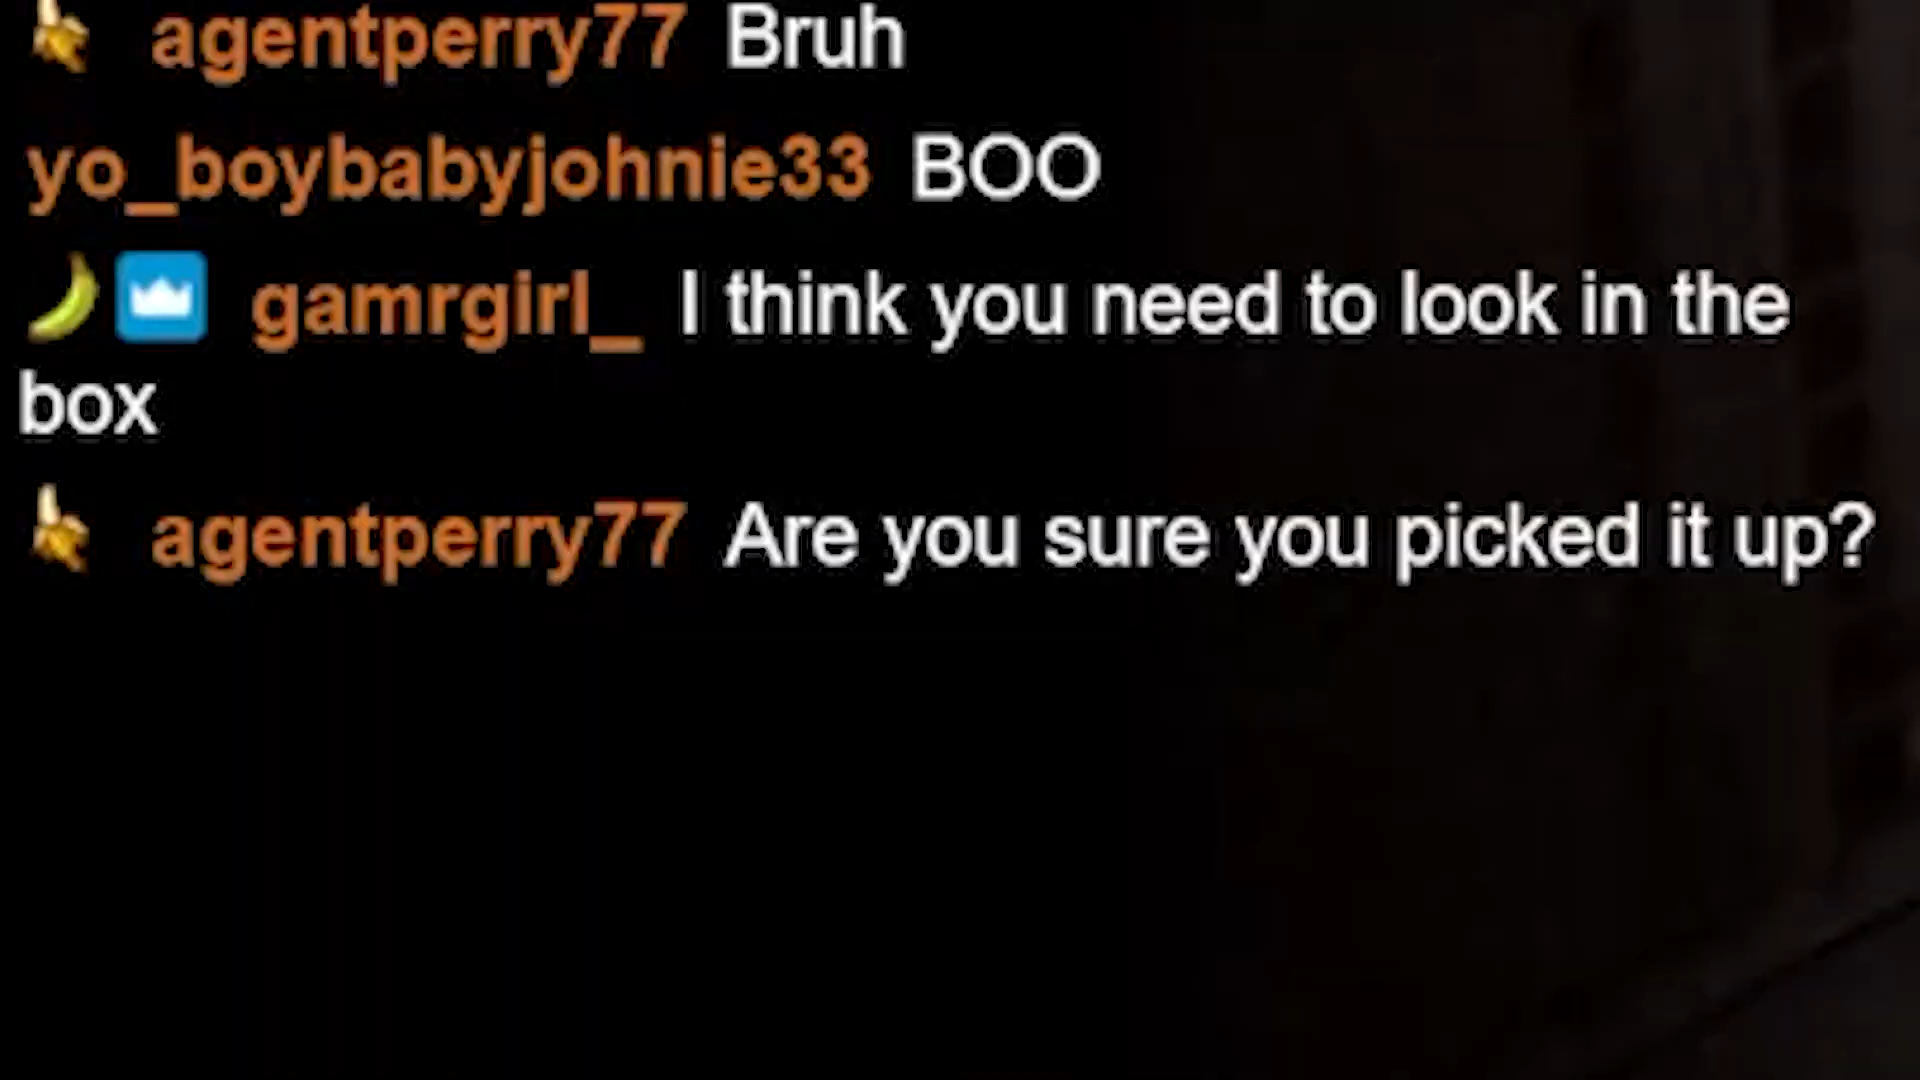 agentperry77 Bruh
yo_boybabyjohnie33 BOO
gamrgirl_ I think you need to look in the
box
agentperry77 Are you sure you picked it up?